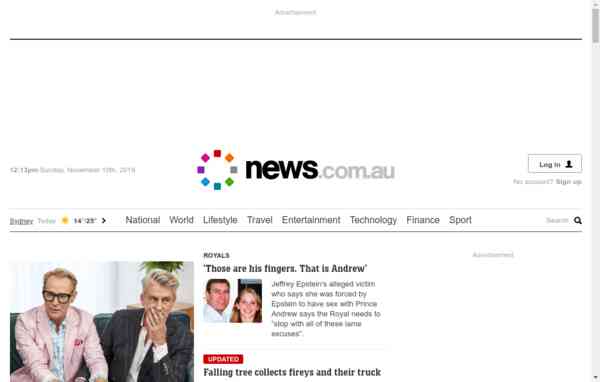 Advertisement
12:13pm Sunday, November 10th, 2019
news.com.au
Log in
No account? Sign up
Sydney Today 14°/25° National World Lifestyle Travel Entertainment Technology Finance Sport Search
ROYALS
'Those are his fingers. That is Andrew'
Advertisement
Jeffrey Epstein's alleged victim
who says she was forced by
Epstein to have sex with Prince
Andrew says the Royal needs to
"stop with all of these lame
excuses".
UPDATED
Falling tree collects fireys and their truck